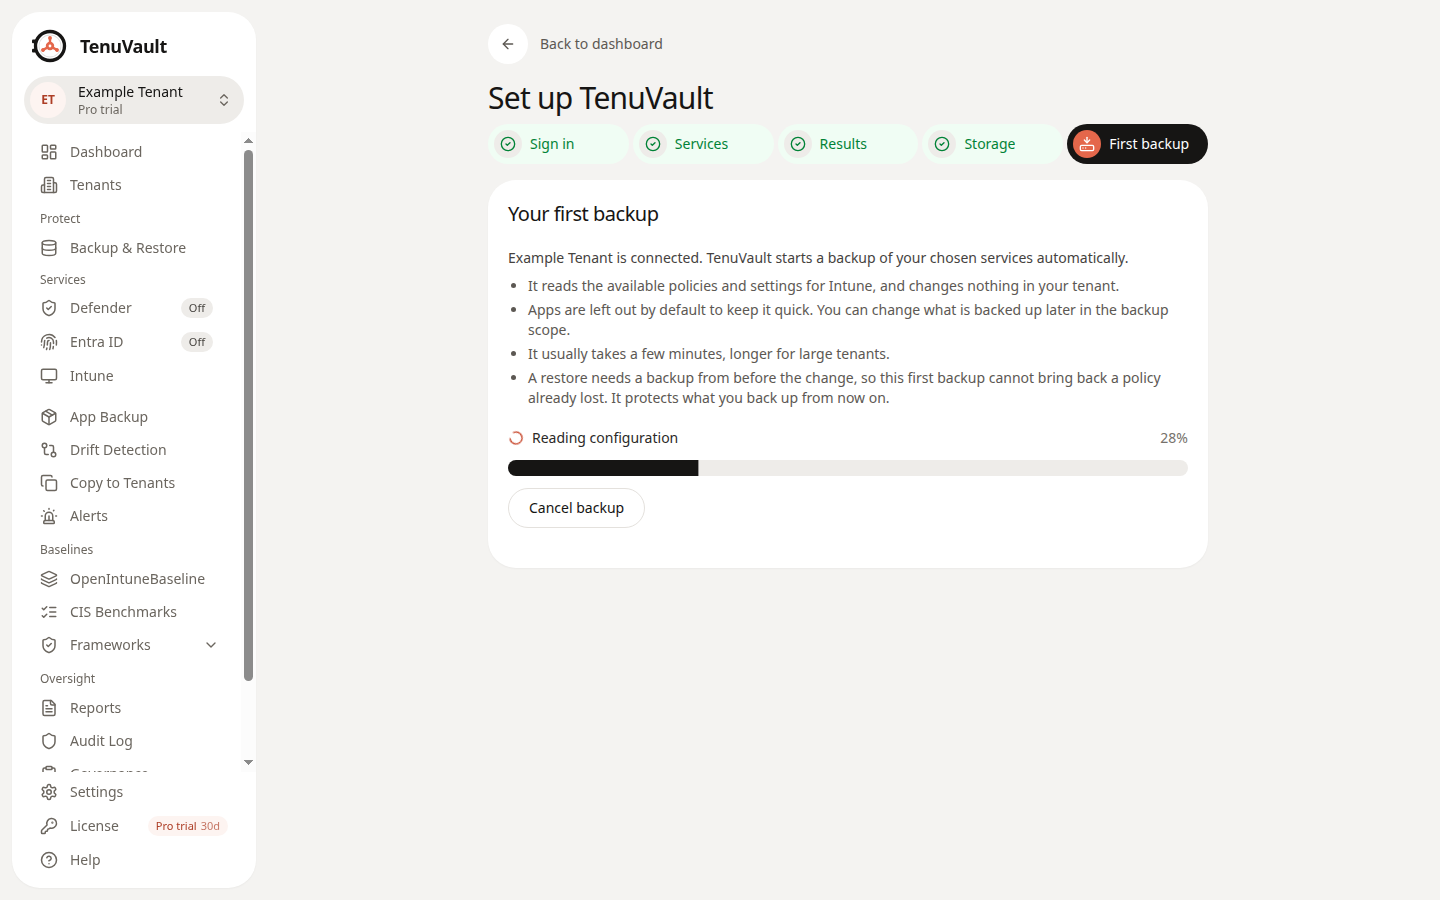 TenuVault
ET
Example Tenant
Pro trial
Dashboard
Tenants
Protect
Backup & Restore
Services
Defender
Off
Entra ID
Off
Intune
App Backup
Drift Detection
Copy to Tenants
Alerts
Baselines
OpenIntuneBaseline
CIS Benchmarks
Frameworks
Oversight
Reports
Audit Log
Settings
License
Pro trial 30d
Help
Back to dashboard
Set up TenuVault
Sign in
Services
Results
Storage
First backup
Your first backup
Example Tenant is connected. TenuVault starts a backup of your chosen services automatically.
It reads the available policies and settings for Intune, and changes nothing in your tenant.
Apps are left out by default to keep it quick. You can change what is backed up later in the backup
scope.
It usually takes a few minutes, longer for large tenants.
A restore needs a backup from before the change, so this first backup cannot bring back a policy
already lost. It protects what you back up from now on.
Reading configuration
28%
Cancel backup